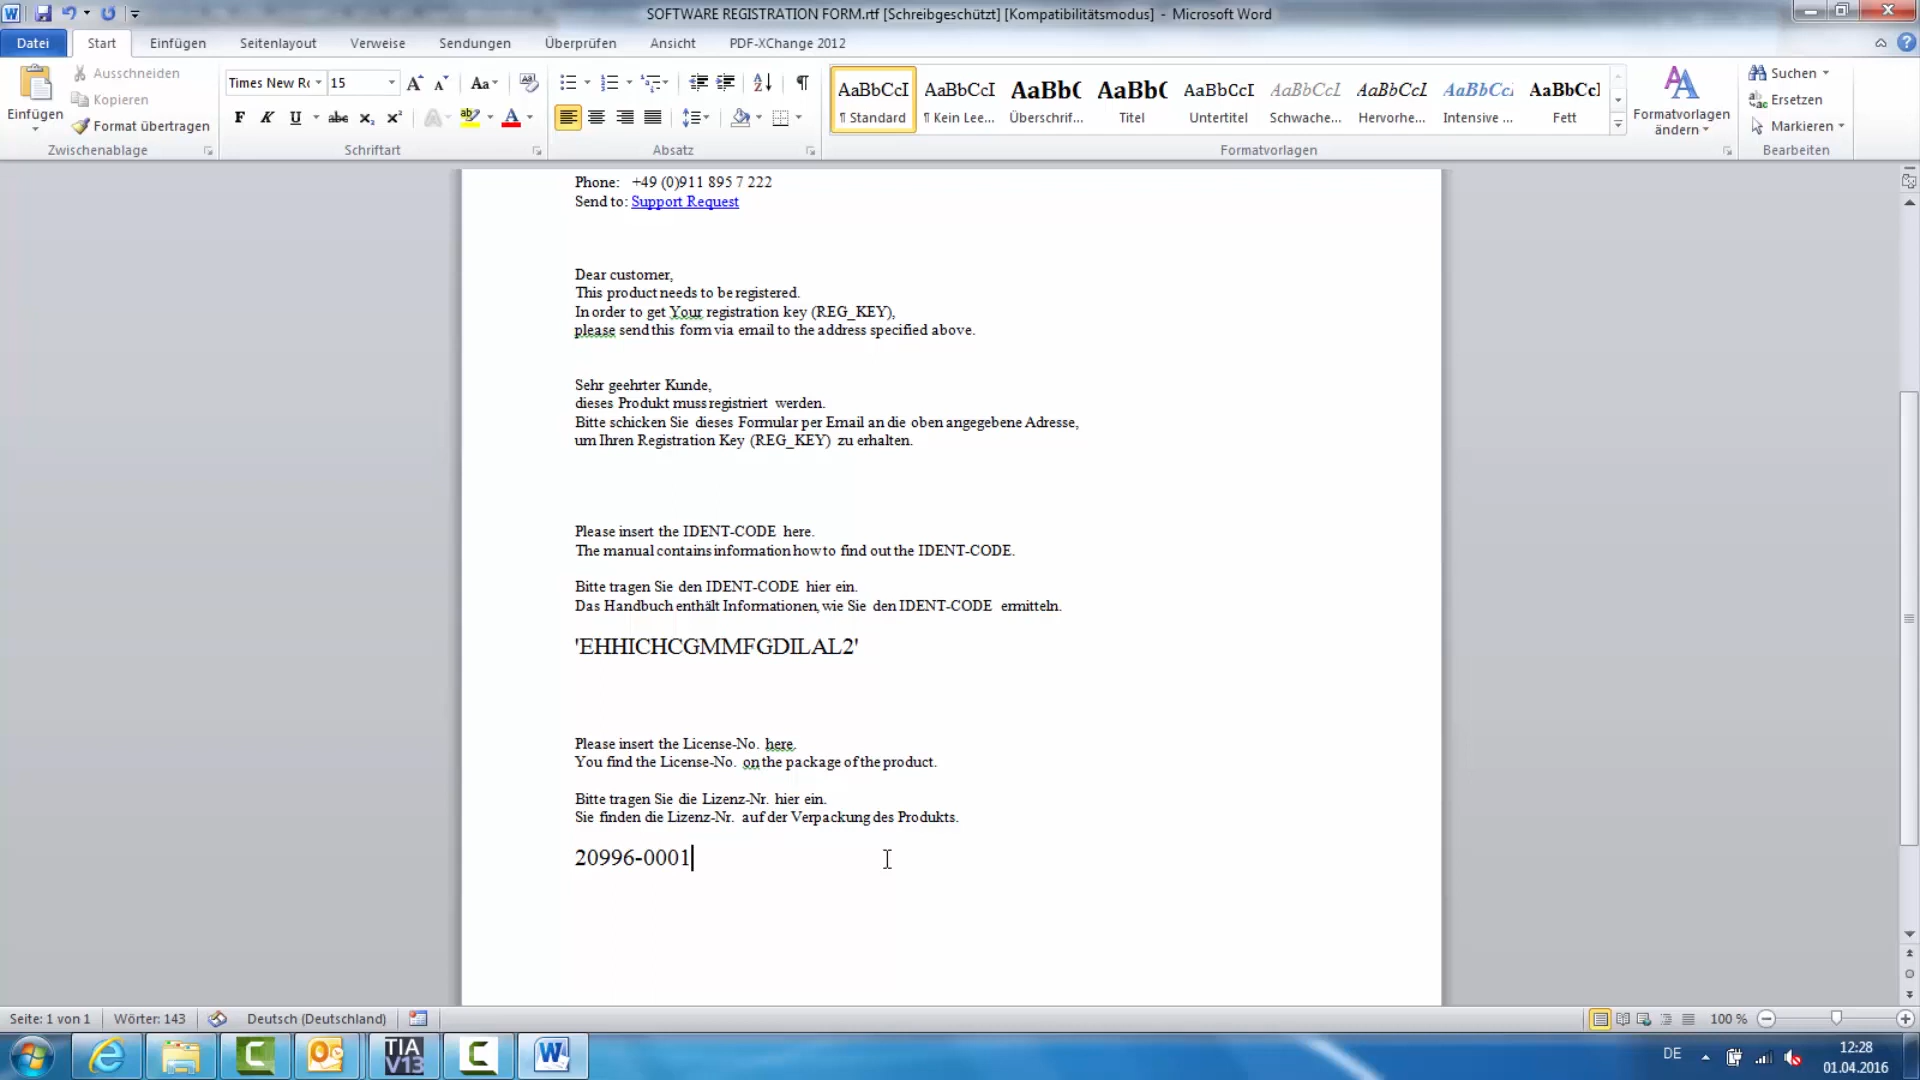 SOFTWARE REGISTRATION FORM.rtf [Schreibgeschützt] [Kompatibilitätsmodus] - Microsoft Word
Datei Start Einfügen Seitenlayout Verweise Sendungen Überprüfen Ansicht PDF-XChange 2012
Einfügen
Ausschneiden
Kopieren
Format übertragen
Zwischenablage
Times New Rc 15
F K U abc x₂ x²
Schriftart
Absatz
AaBbCcI AaBbCcI AaBbC AaBbC AaBbCcI AaBbCcL AaBbCcL AaBbCcI AaBbCcI
¶ Standard ¶ Kein Lee... Überschrif... Titel Untertitel Schwache... Hervorhe... Intensive ... Fett
Formatvorlagen
Formatvorlagen ändern
Suchen
Ersetzen
Markieren
Bearbeiten
Phone: +49 (0)911 895 7 222
Send to: Support Request
Dear customer,
This product needs to be registered.
In order to get Your registration key (REG_KEY),
please send this form via email to the address specified above.
Sehr geehrter Kunde,
dieses Produkt muss registriert werden.
Bitte schicken Sie dieses Formular per Email an die oben angegebene Adresse,
um Ihren Registration Key (REG_KEY) zu erhalten.
Please insert the IDENT-CODE here.
The manual contains information how to find out the IDENT-CODE.
Bitte tragen Sie den IDENT-CODE hier ein.
Das Handbuch enthält Informationen, wie Sie den IDENT-CODE ermitteln.
'EHHICHCGMMFGDILAL2'
Please insert the License-No. here.
You find the License-No. on the package of the product.
Bitte tragen Sie die Lizenz-Nr. hier ein.
Sie finden die Lizenz-Nr. auf der Verpackung des Produkts.
20996-0001
Seite: 1 von 1 Wörter: 143 Deutsch (Deutschland) 100 %
TIA V13
DE
12:28
01.04.2016